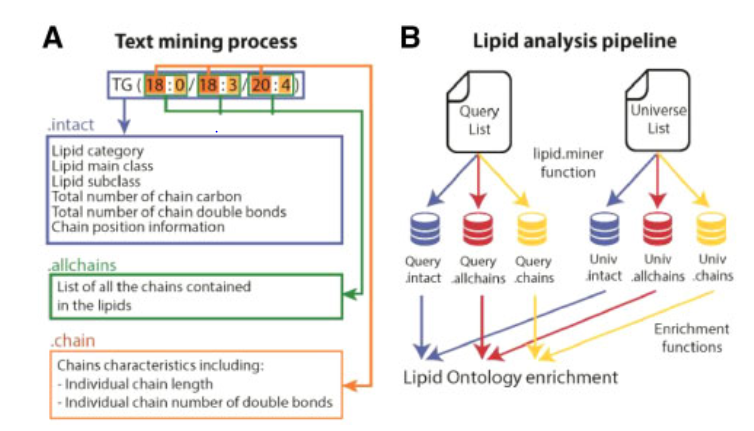 A
Text mining process
TG ( 18 : 0 / 18 : 3 / 20 : 4 )
.intact
Lipid category
Lipid main class
Lipid subclass
Total number of chain carbon
Total number of chain double bonds
Chain position information
.allchains
List of all the chains contained
in the lipids
.chain
Chains characteristics including:
- Individual chain length
- Individual chain number of double bonds
B
Lipid analysis pipeline
Query
List
Universe
List
lipid.miner
function
Query
.intact
Query
.allchains
Query
.chains
Univ
.intact
Univ
.allchains
Univ
.chains
Enrichment
functions
Lipid Ontology enrichment